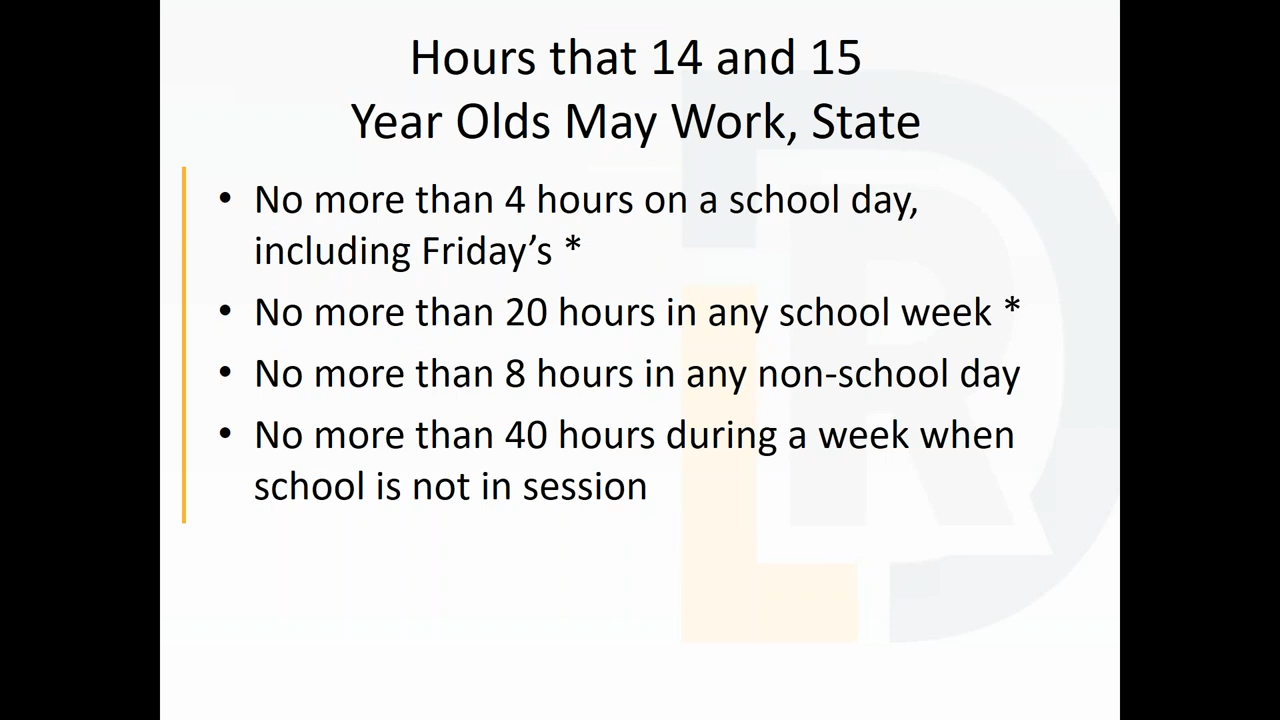 Hours that 14 and 15
Year Olds May Work, State
• No more than 4 hours on a school day,
including Friday’s *
• No more than 20 hours in any school week *
• No more than 8 hours in any non-school day
• No more than 40 hours during a week when
school is not in session